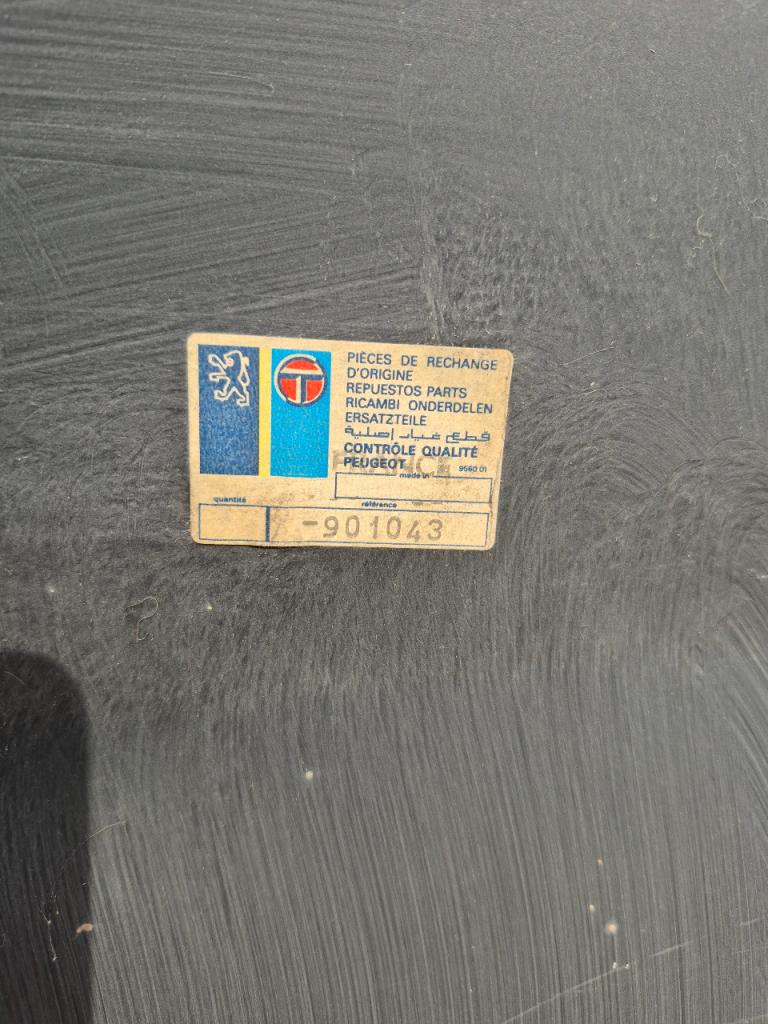 PIÈCES DE RECHANGE
D'ORIGINE
REPUESTOS PARTS
RICAMBI ONDERDELEN
ERSATZTEILE
قطع غيار اصلية
CONTRÔLE QUALITÉ
PEUGEOT
9560 01
made in
FRANCE
quantité
référence
-901043